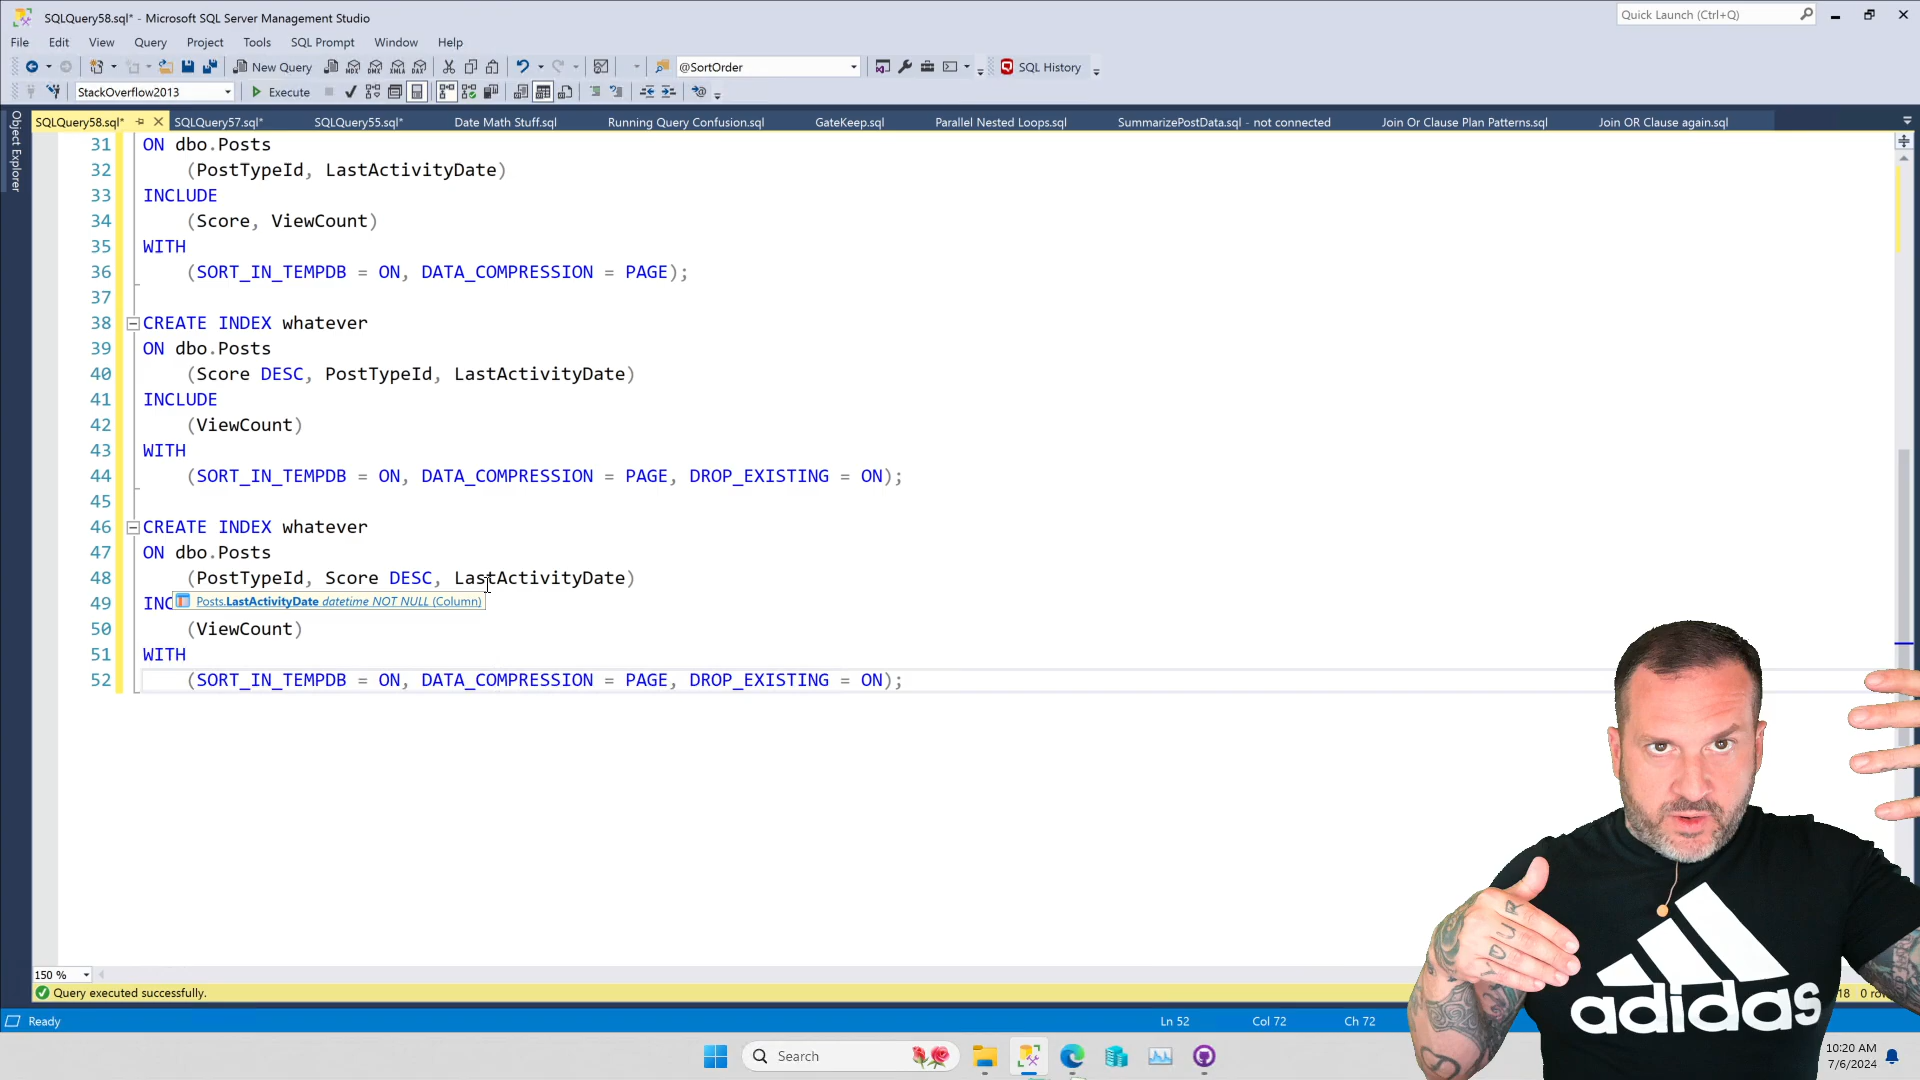 SQLQuery58.sql* - Microsoft SQL Server Management Studio
Quick Launch (Ctrl+Q)
File Edit View Query Project Tools SQL Prompt Window Help
New Query MDX DMX XMLA DAX @SortOrder SQL History
StackOverflow2013 Execute
SQLQuery58.sql* SQLQuery57.sql* SQLQuery55.sql* Date Math Stuff.sql Running Query Confusion.sql GateKeep.sql Parallel Nested Loops.sql SummarizePostData.sql - not connected Join Or Clause Plan Patterns.sql Join OR Clause again.sql
Object Explorer
31 ON dbo.Posts
32 (PostTypeId, LastActivityDate)
33 INCLUDE
34 (Score, ViewCount)
35 WITH
36 (SORT_IN_TEMPDB = ON, DATA_COMPRESSION = PAGE);
37
38 CREATE INDEX whatever
39 ON dbo.Posts
40 (Score DESC, PostTypeId, LastActivityDate)
41 INCLUDE
42 (ViewCount)
43 WITH
44 (SORT_IN_TEMPDB = ON, DATA_COMPRESSION = PAGE, DROP_EXISTING = ON);
45
46 CREATE INDEX whatever
47 ON dbo.Posts
48 (PostTypeId, Score DESC, LastActivityDate)
49 INC Posts.LastActivityDate datetime NOT NULL (Column)
50 (ViewCount)
51 WITH
52 (SORT_IN_TEMPDB = ON, DATA_COMPRESSION = PAGE, DROP_EXISTING = ON);
adidas
150 %
Query executed successfully.
18 0 ro
Ready Ln 52 Col 72 Ch 72
Search
10:20 AM
7/6/2024